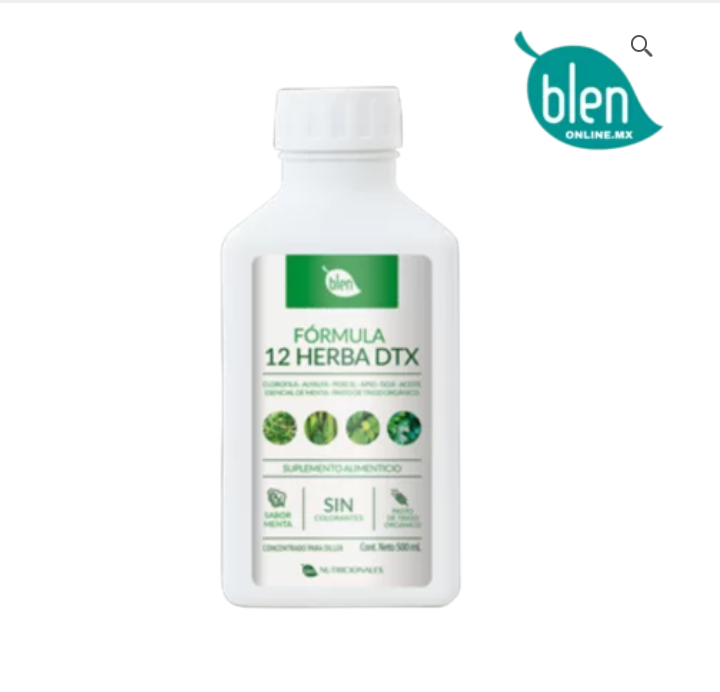 blen
ONLINE.MX
blen
FÓRMULA
12 HERBA DTX
CLOROFILA · ALFALFA · PEREJIL · APIO · SOJA · ACEITE
ESENCIAL DE MENTA · PASTO DE TRIGO ORGÁNICO
SUPLEMENTO ALIMENTICIO
SABOR
MENTA
SIN
COLORANTES
PASTO
DE TRIGO
ORGÁNICO
CONCENTRADO PARA DILUIR
Cont. Neto 500 mL
blen NUTRICIONALES